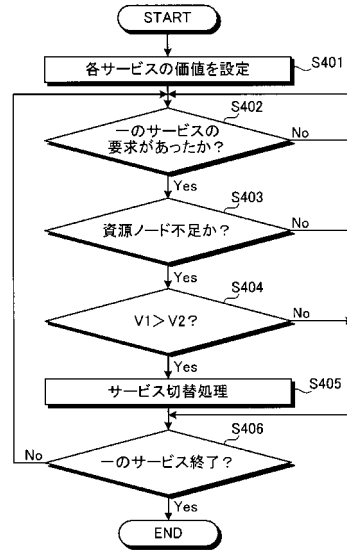 START
各サービスの価値を設定
S401
S402
一のサービスの
要求があったか？
No
Yes
S403
資源ノード不足か？
No
Yes
S404
V1＞V2？
No
Yes
サービス切替処理
S405
S406
一のサービス終了？
No
Yes
END